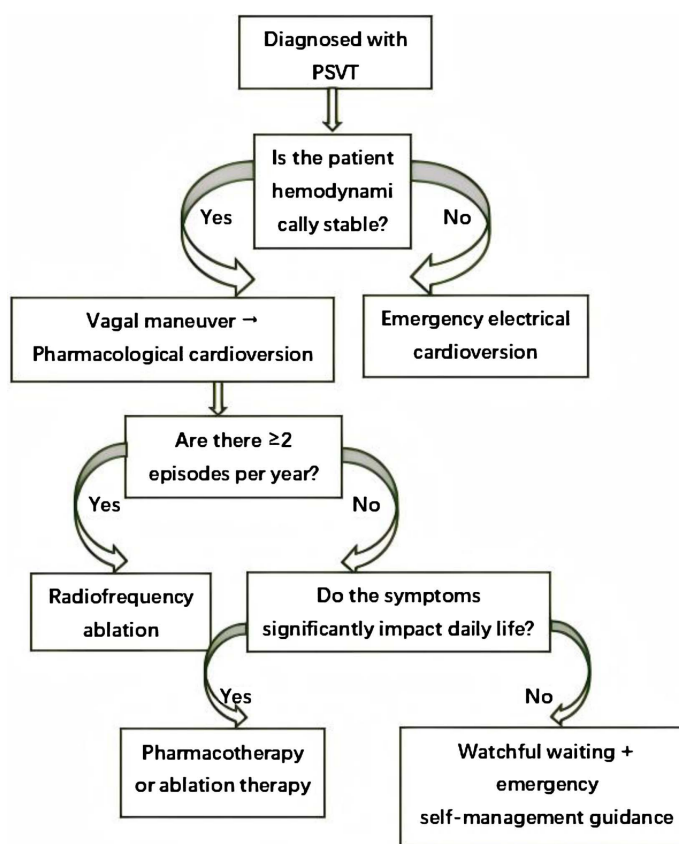 Diagnosed with
PSVT
Is the patient
hemodynami
cally stable?
Yes
No
Vagal maneuver →
Pharmacological cardioversion
Emergency electrical
cardioversion
Are there ≥2
episodes per year?
Yes
No
Radiofrequency
ablation
Do the symptoms
significantly impact daily life?
Yes
No
Pharmacotherapy
or ablation therapy
Watchful waiting +
emergency
self-management guidance